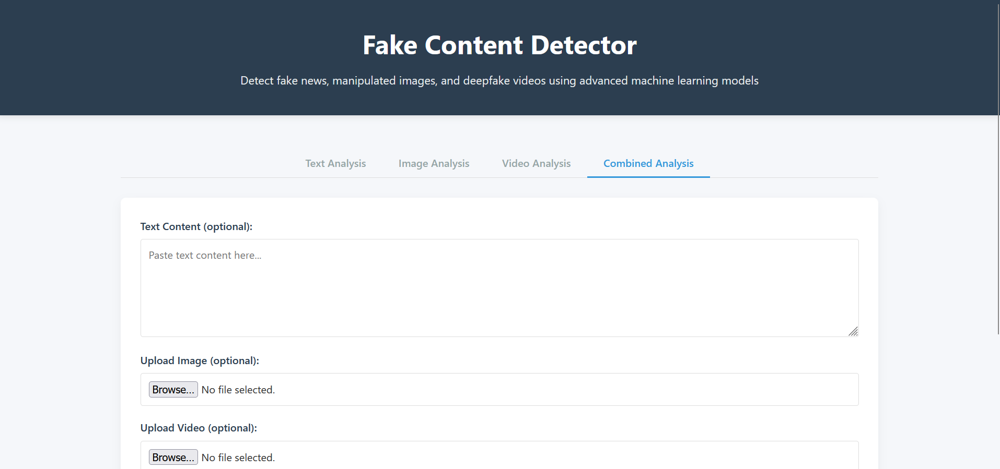 Fake Content Detector
Detect fake news, manipulated images, and deepfake videos using advanced machine learning models
Text Analysis Image Analysis Video Analysis Combined Analysis
Text Content (optional):
Paste text content here...
Upload Image (optional):
Browse... No file selected.
Upload Video (optional):
Browse... No file selected.